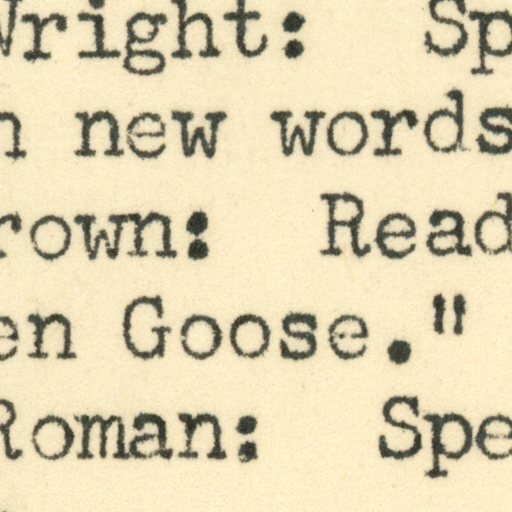 Wright: Sp
n new words
rown: Read
en Goose."
Roman: Spe